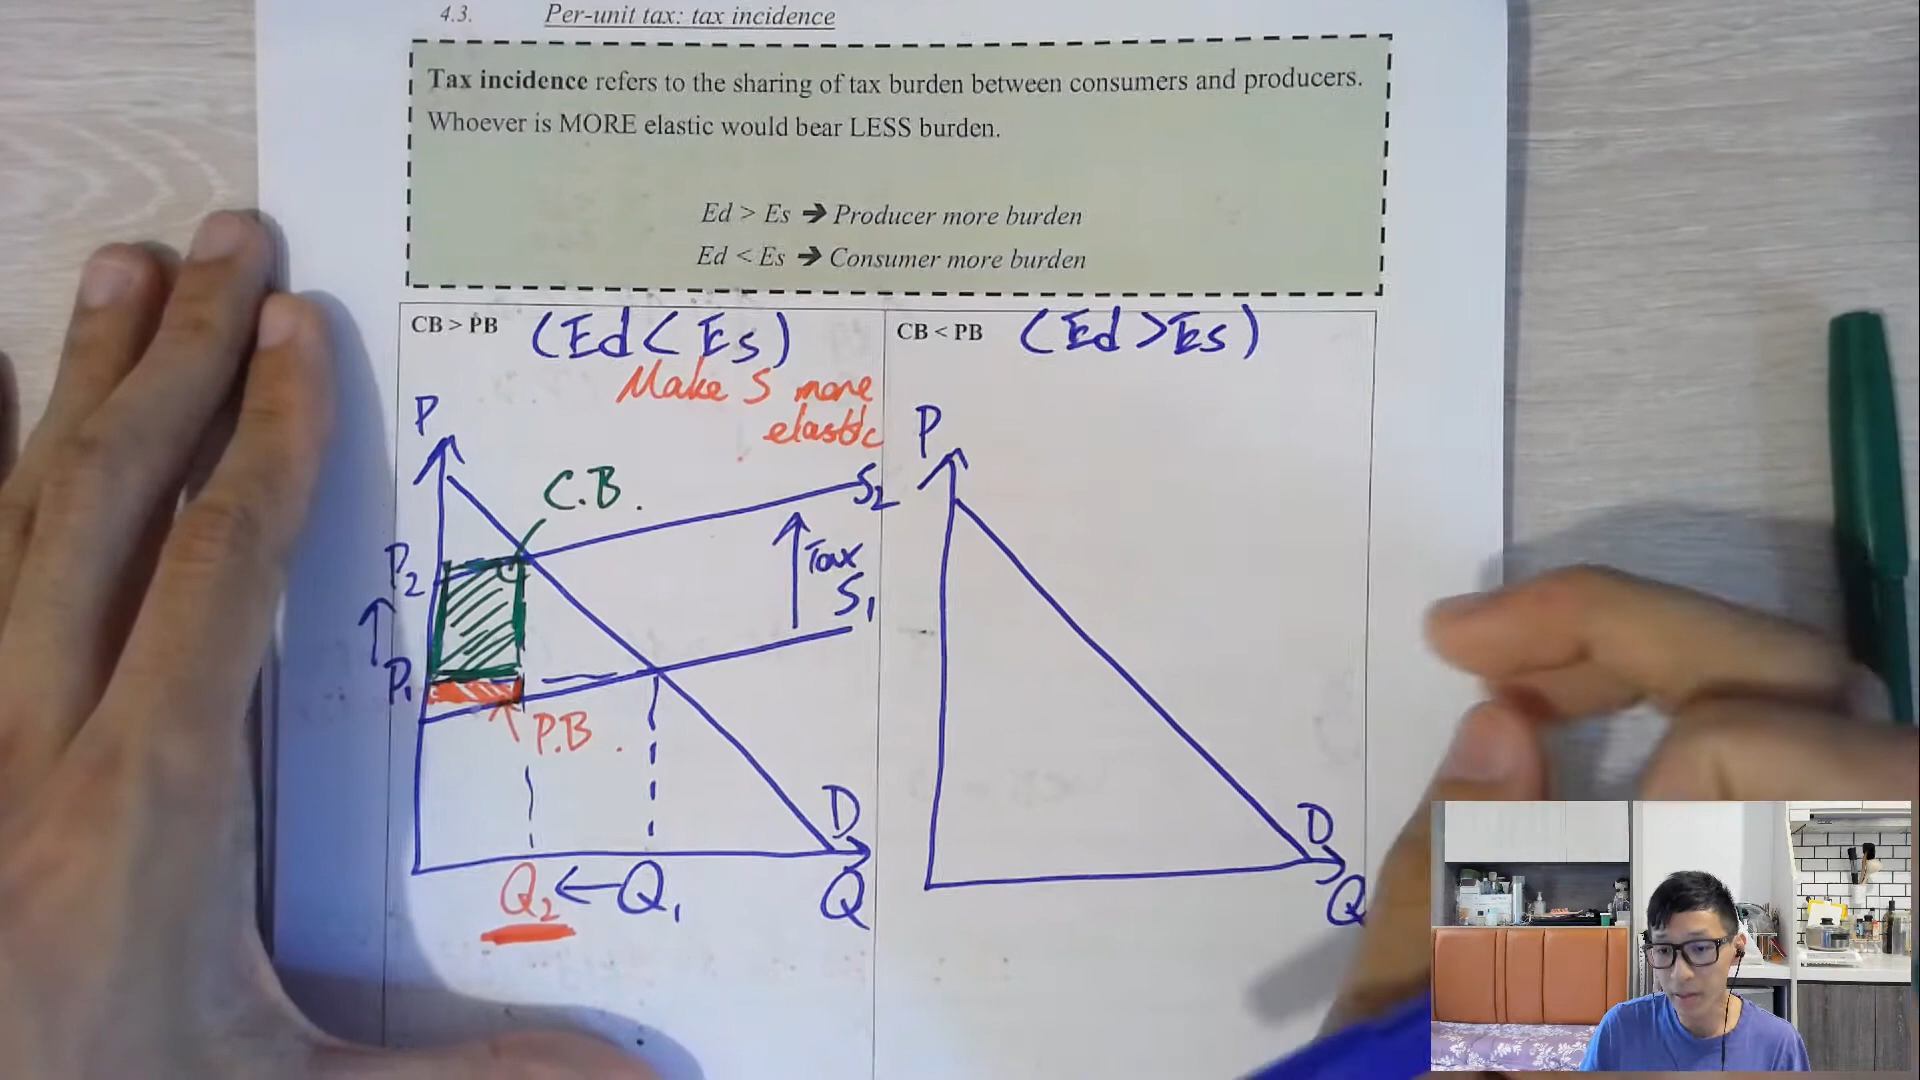 4.3. Per-unit tax: tax incidence
Tax incidence refers to the sharing of tax burden between consumers and producers.
Whoever is MORE elastic would bear LESS burden.
Ed > Es ➔ Producer more burden
Ed < Es ➔ Consumer more burden
CB > PB (Ed < Es)
Make S more
elastic
P
C.B.
S2
P2
Tax
S1
P1
P.B.
D
Q2 ← Q1
Q
CB < PB (Ed > Es)
P
D
Q